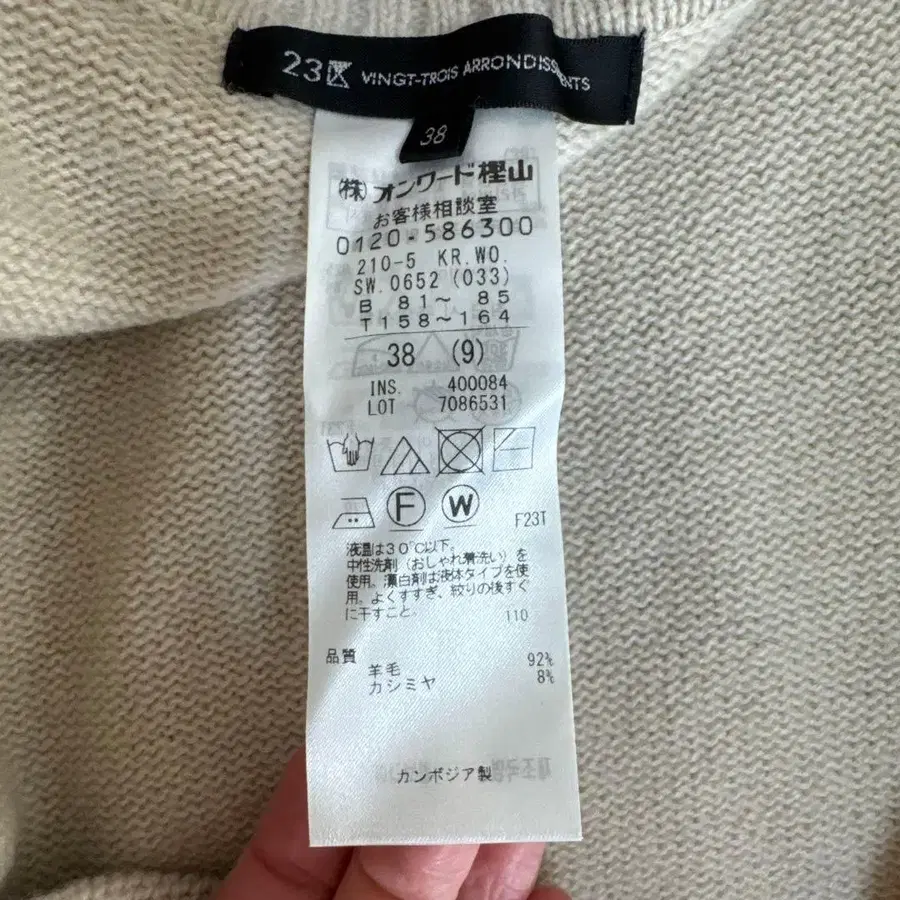 23区 VINGT-TROIS ARRONDISSEMENTS
38
(株)オンワード樫山
お客様相談室
0120-586300
210-5 KR.WO.
SW.0652 (033)
B 81～ 85
T158～164
38 (9)
INS. 400084
LOT 7086531
F W
F23T
液温は30℃以下。
中性洗剤（おしゃれ着洗い）を
使用。漂白剤は液体タイプを使
用。よくすすぎ、絞りの後すぐ
に干すこと。 110
品質
羊毛 92%
カシミヤ 8%
カンボジア製